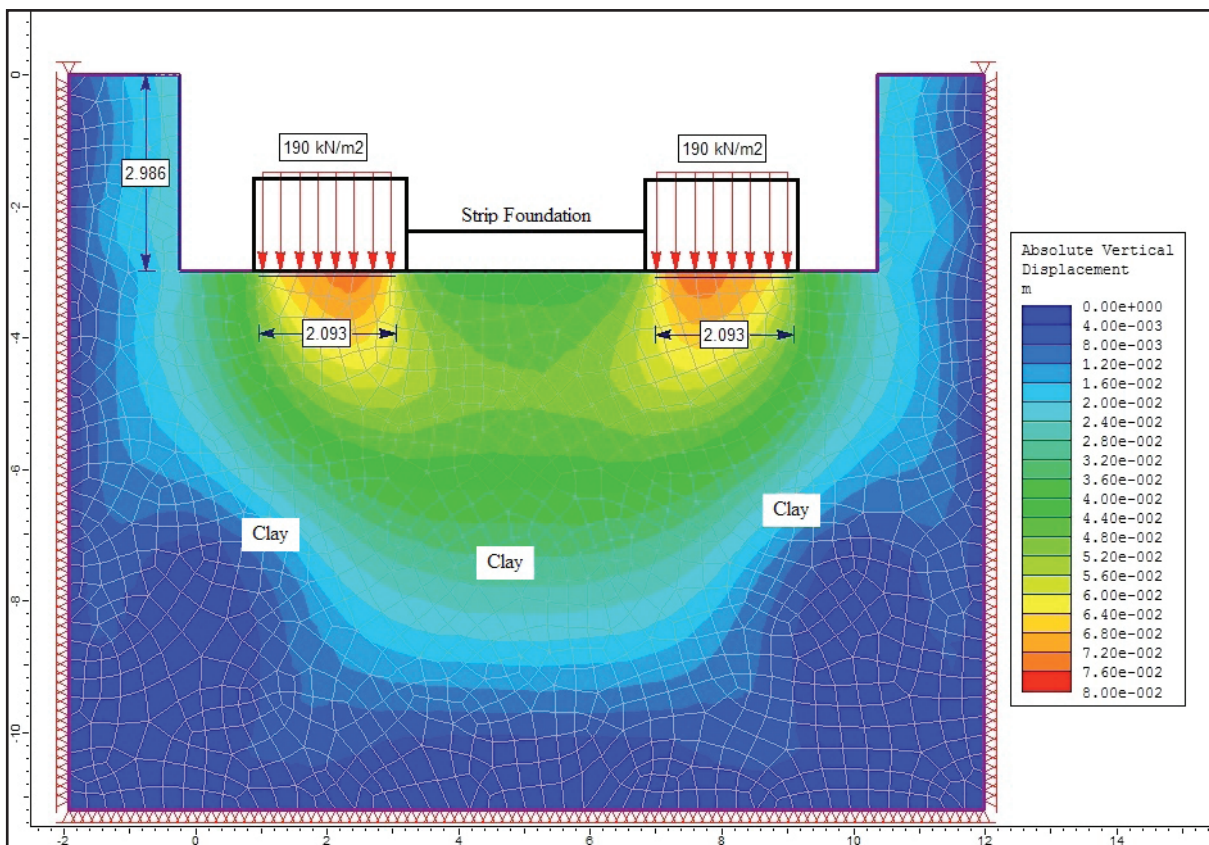 0
-2
-4
-6
-8
-10
190 kN/m2
190 kN/m2
2.986
Strip Foundation
2.093
2.093
Clay
Clay
Clay
Absolute Vertical
Displacement
m
0.00e+000
4.00e-003
8.00e-003
1.20e-002
1.60e-002
2.00e-002
2.40e-002
2.80e-002
3.20e-002
3.60e-002
4.00e-002
4.40e-002
4.80e-002
5.20e-002
5.60e-002
6.00e-002
6.40e-002
6.80e-002
7.20e-002
7.60e-002
8.00e-002
-2 0 2 4 6 8 10 12 14